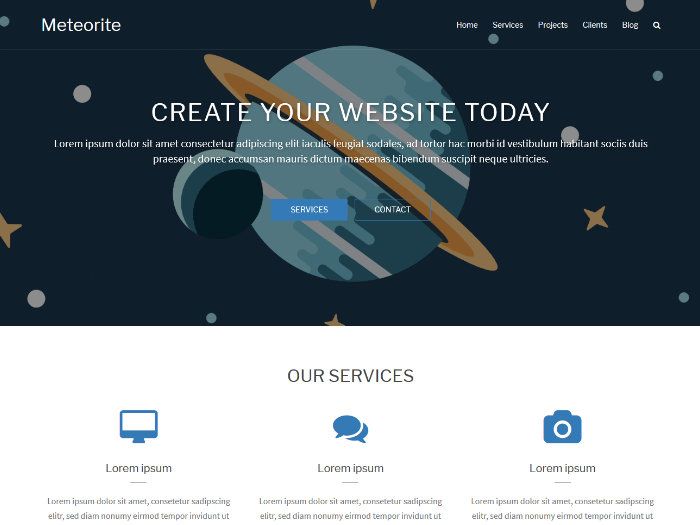 Meteorite
Home Services Projects Clients Blog
CREATE YOUR WEBSITE TODAY
Lorem ipsum dolor sit amet consectetur adipiscing elit iaculis feugiat sodales, ad tortor hac morbi id vestibulum habitant sociis duis
praesent, donec accumsan mauris dictum maecenas bibendum suscipit neque ultricies.
SERVICES CONTACT
OUR SERVICES
Lorem ipsum Lorem ipsum Lorem ipsum
Lorem ipsum dolor sit amet, consetetur sadipscing
elitr, sed diam nonumy eirmod tempor invidunt ut
Lorem ipsum dolor sit amet, consetetur sadipscing
elitr, sed diam nonumy eirmod tempor invidunt ut
Lorem ipsum dolor sit amet, consetetur sadipscing
elitr, sed diam nonumy eirmod tempor invidunt ut